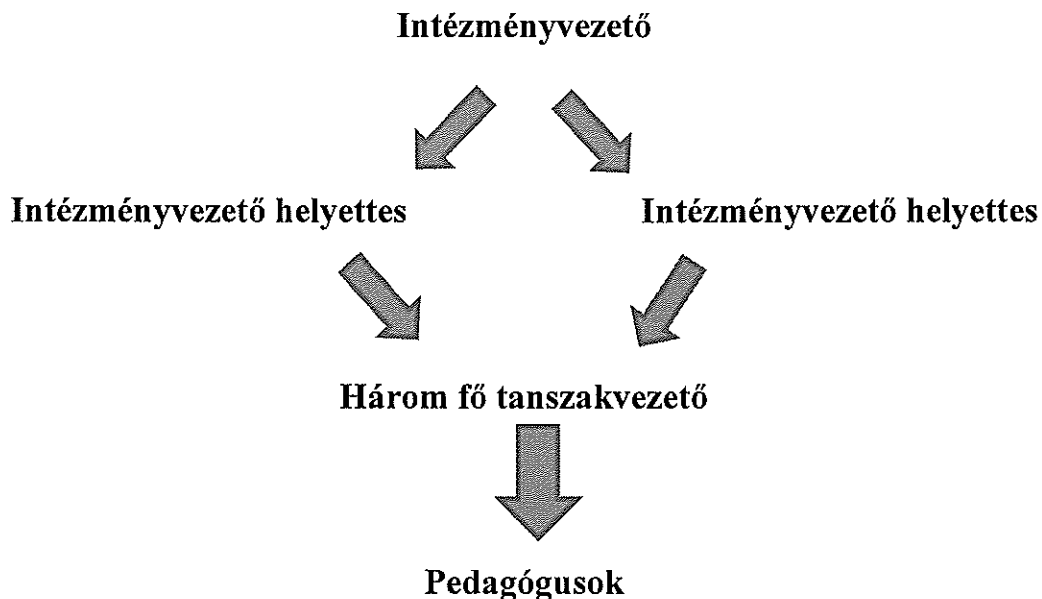 Intézményvezető
Intézményvezető helyettes
Intézményvezető helyettes
Három fő tanszakvezető
Pedagógusok